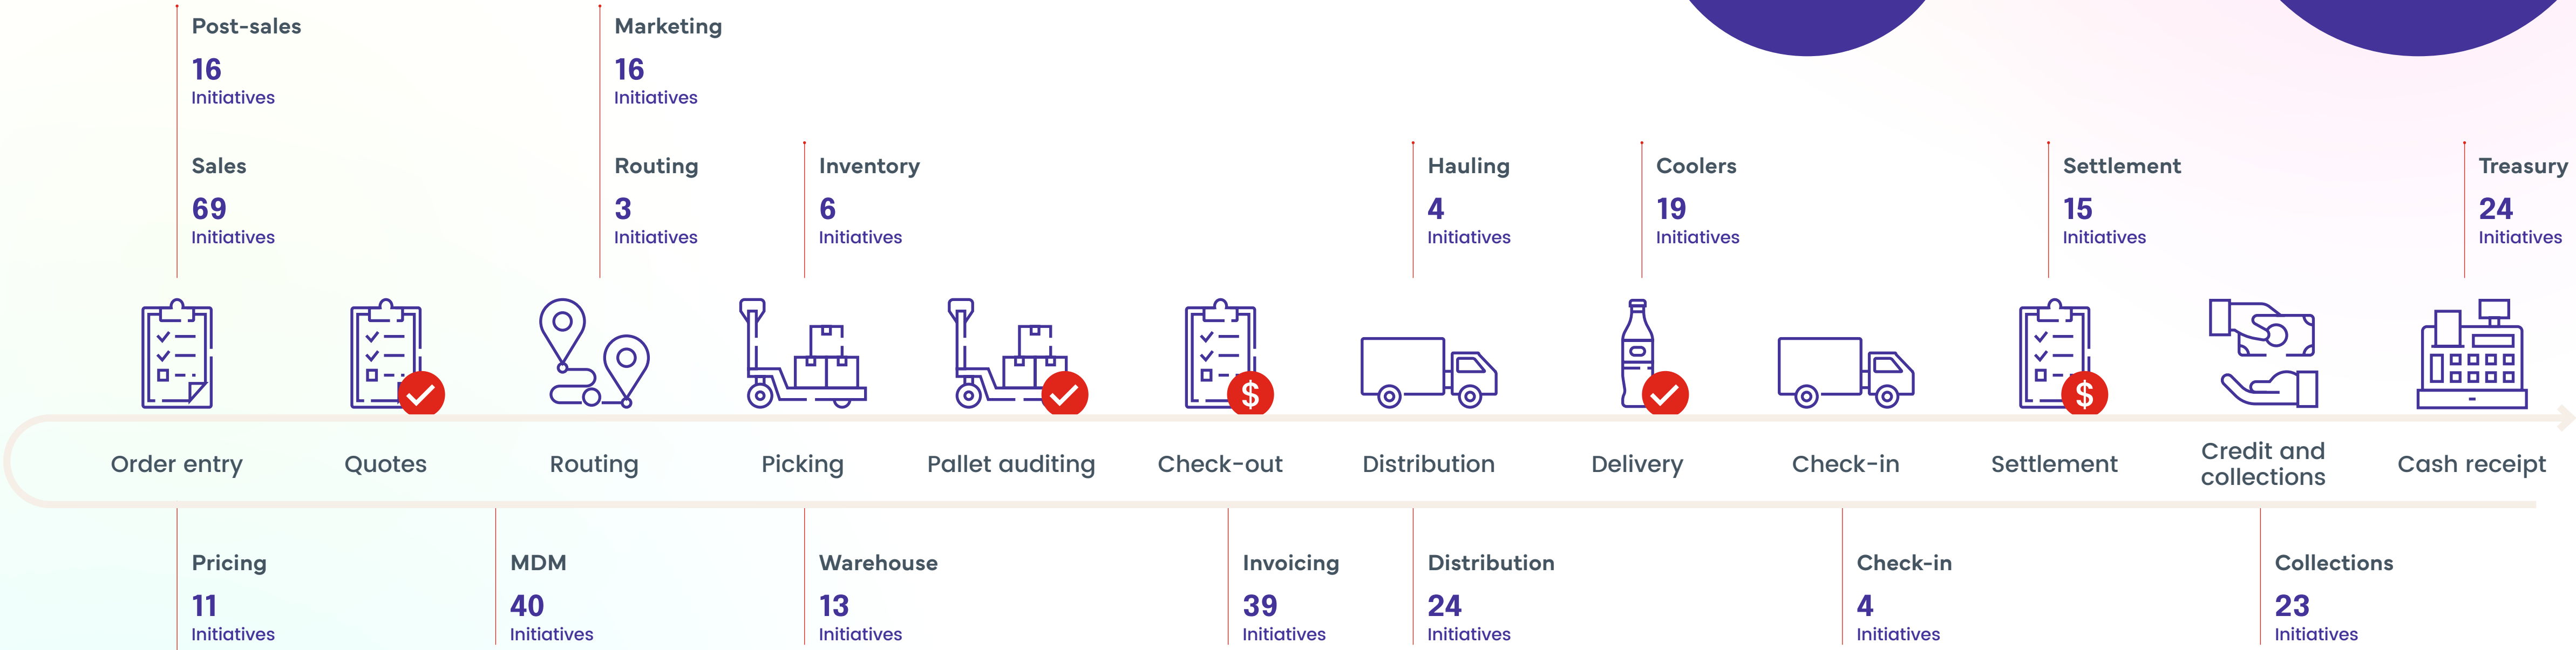 Post-sales
16
Initiatives
Marketing
16
Initiatives
Sales
69
Initiatives
Routing
3
Initiatives
Inventory
6
Initiatives
Hauling
4
Initiatives
Coolers
19
Initiatives
Settlement
15
Initiatives
Treasury
24
Initiatives
$
$
Order entry
Quotes
Routing
Picking
Pallet auditing
Check-out
Distribution
Delivery
Check-in
Settlement
Credit and
collections
Cash receipt
Pricing
11
Initiatives
MDM
40
Initiatives
Warehouse
13
Initiatives
Invoicing
39
Initiatives
Distribution
24
Initiatives
Check-in
4
Initiatives
Collections
23
Initiatives